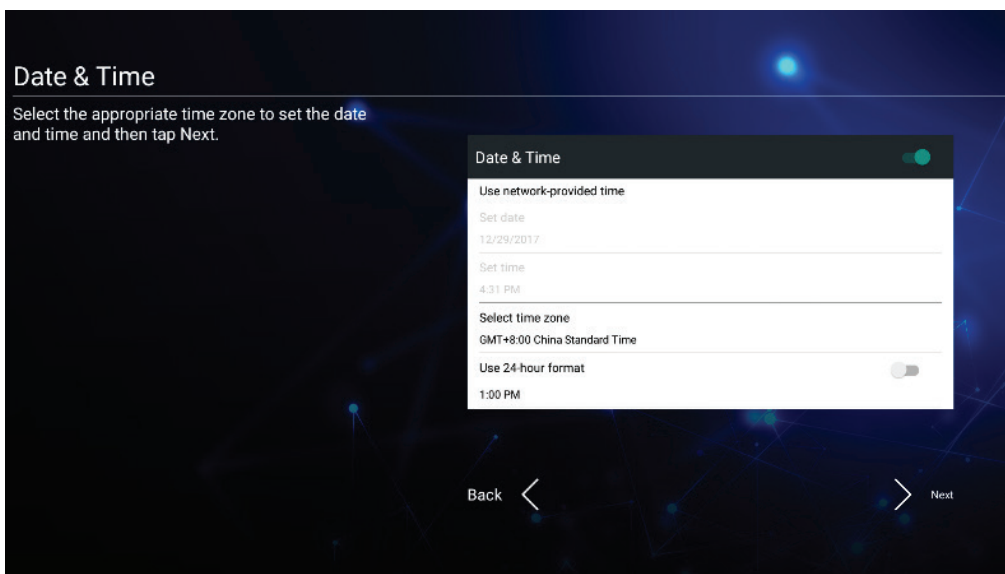 Date & Time
Select the appropriate time zone to set the date
and time and then tap Next.
Date & Time
Use network-provided time
Set date
12/29/2017
Set time
4:31 PM
Select time zone
GMT+8:00 China Standard Time
Use 24-hour format
1:00 PM
Back
Next